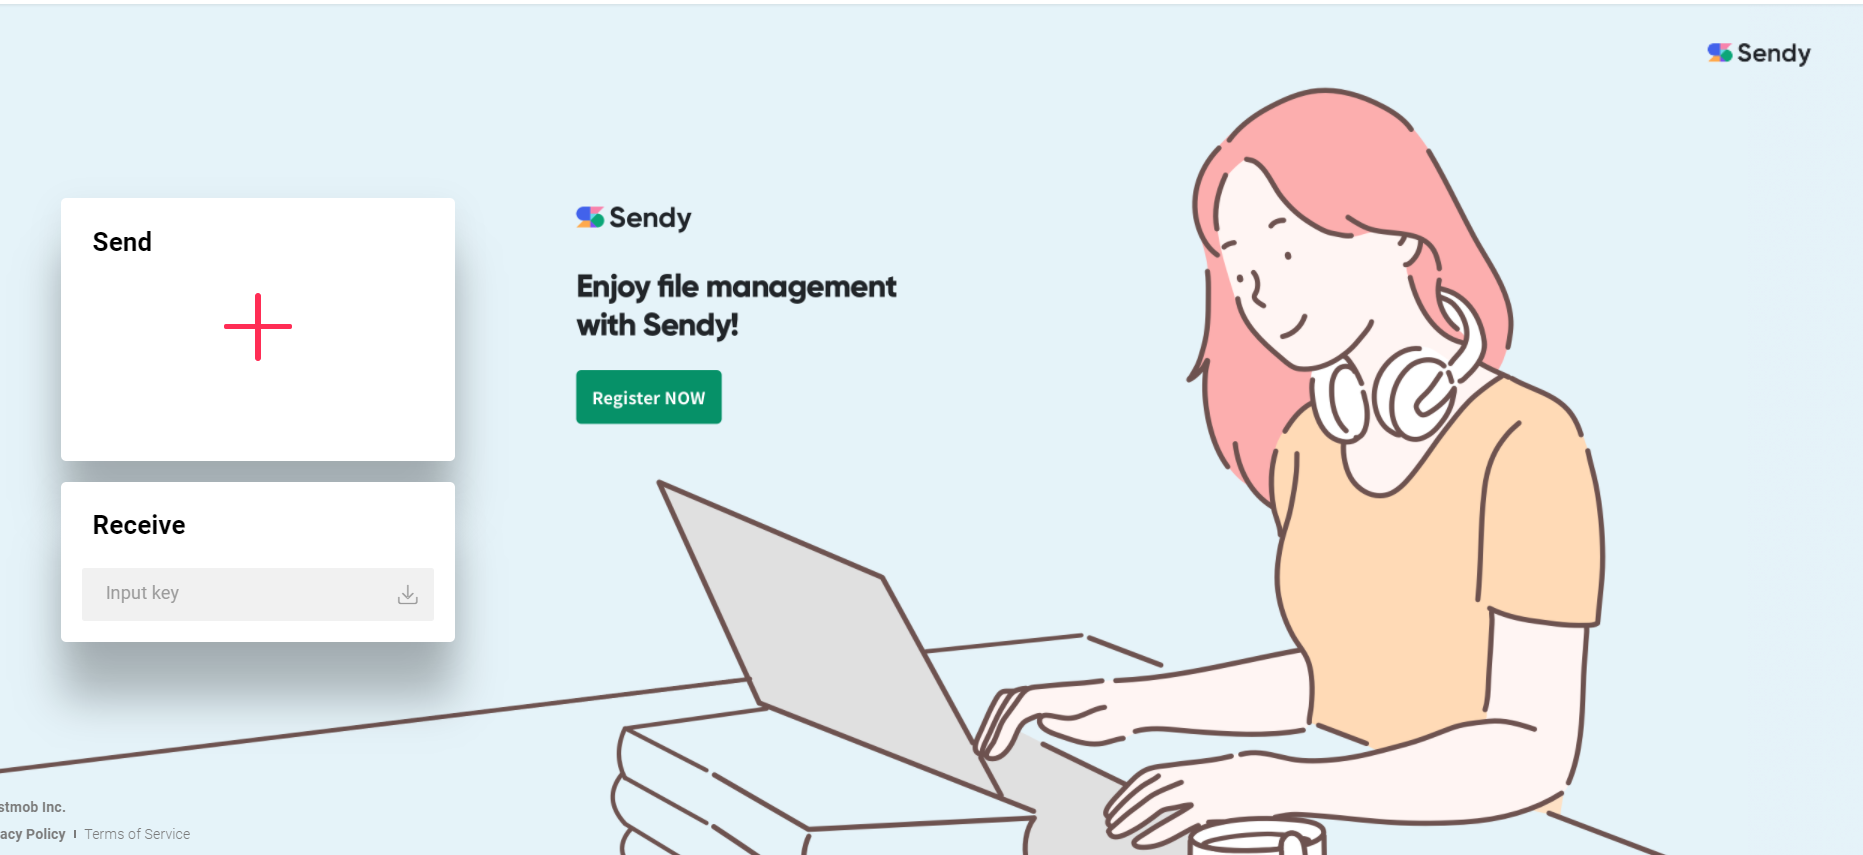 Sendy
Send
Sendy
Enjoy file management
with Sendy!
Register NOW
Receive
Input key
stmob Inc.
acy Policy
Terms of Service